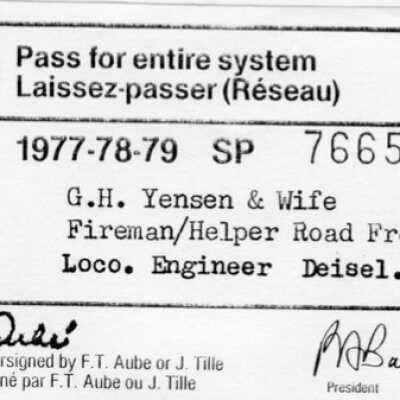 Pass for entire system
Laissez-passer (Réseau)
1977-78-79 SP 7665
G.H. Yensen & Wife
Fireman/Helper Road Fr
Loco. Engineer Deisel.
ersigned by F.T. Aube or J. Tille
né par F.T. Aube ou J. Tille
President